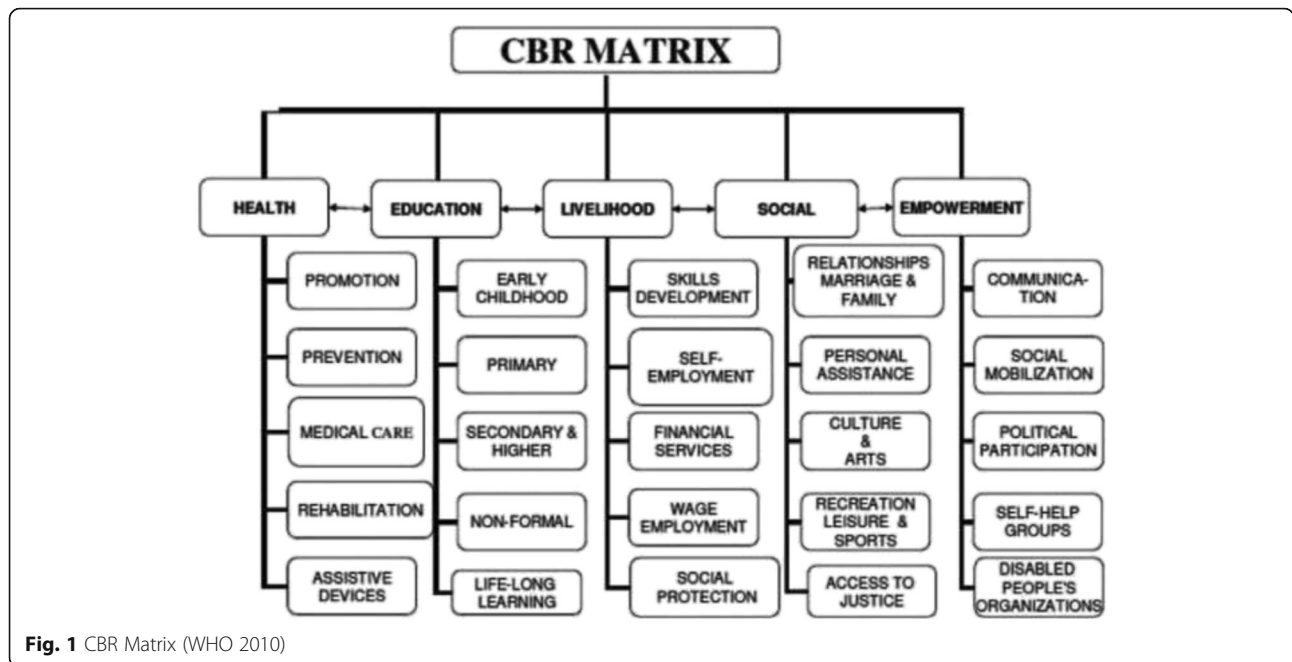 CBR MATRIX
HEALTH
EDUCATION
LIVELIHOOD
SOCIAL
EMPOWERMENT
PROMOTION
PREVENTION
MEDICAL CARE
REHABILITATION
ASSISTIVE
DEVICES
EARLY
CHILDHOOD
PRIMARY
SECONDARY &
HIGHER
NON-FORMAL
LIFE-LONG
LEARNING
SKILLS
DEVELOPMENT
SELF-
EMPLOYMENT
FINANCIAL
SERVICES
WAGE
EMPLOYMENT
SOCIAL
PROTECTION
RELATIONSHIPS
MARRIAGE &
FAMILY
PERSONAL
ASSISTANCE
CULTURE
&
ARTS
RECREATION
LEISURE &
SPORTS
ACCESS TO
JUSTICE
COMMUNICA-
TION
SOCIAL
MOBILIZATION
POLITICAL
PARTICIPATION
SELF-HELP
GROUPS
DISABLED
PEOPLE'S
ORGANIZATIONS
Fig. 1 CBR Matrix (WHO 2010)